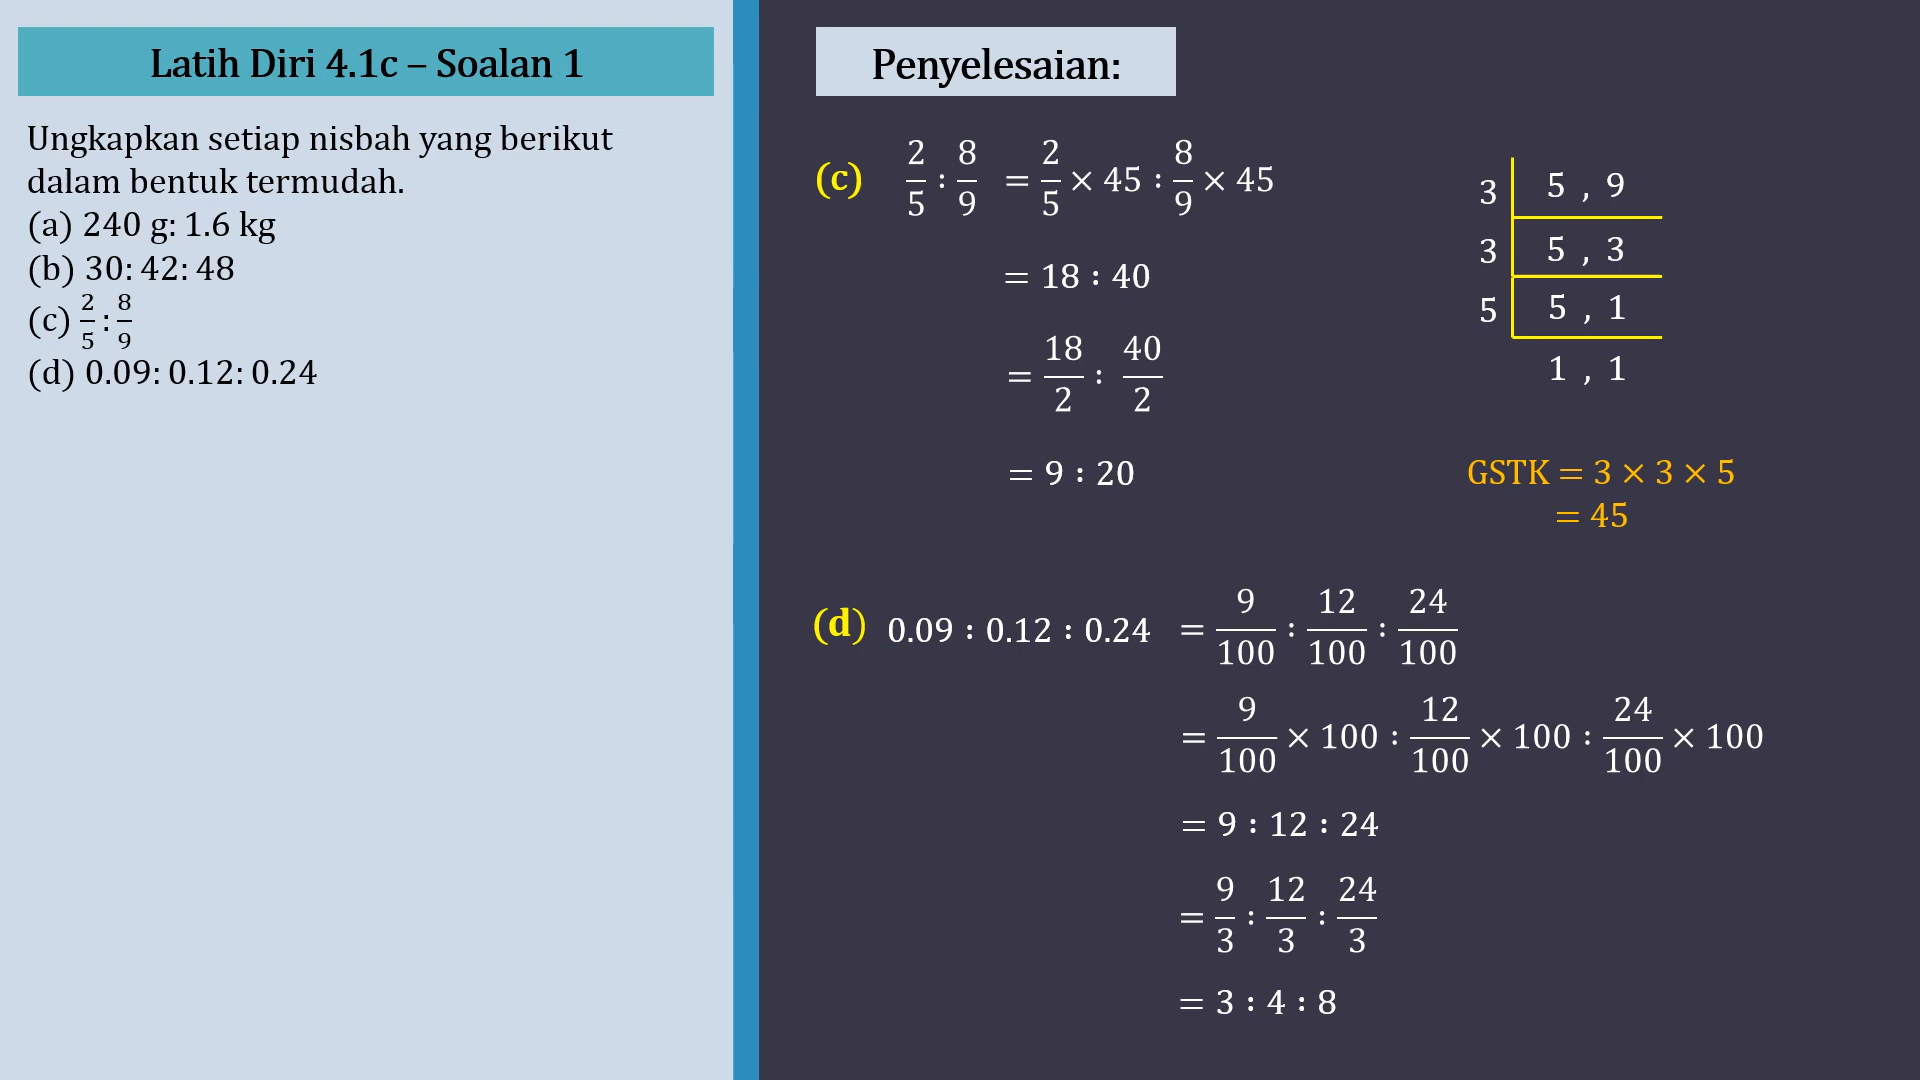 Latih Diri 4.1c – Soalan 1
Ungkapkan setiap nisbah yang berikut
dalam bentuk termudah.
(a) 240 g: 1.6 kg
(b) 30: 42: 48
(c) 2/5 : 8/9
(d) 0.09: 0.12: 0.24
Penyelesaian:
(c) 2/5 : 8/9 = 2/5 × 45 : 8/9 × 45
= 18 : 40
= 18/2 : 40/2
= 9 : 20
3 5 , 9
3 5 , 3
5 5 , 1
1 , 1
GSTK = 3 × 3 × 5
= 45
(d) 0.09 : 0.12 : 0.24 = 9/100 : 12/100 : 24/100
= 9/100 × 100 : 12/100 × 100 : 24/100 × 100
= 9 : 12 : 24
= 9/3 : 12/3 : 24/3
= 3 : 4 : 8